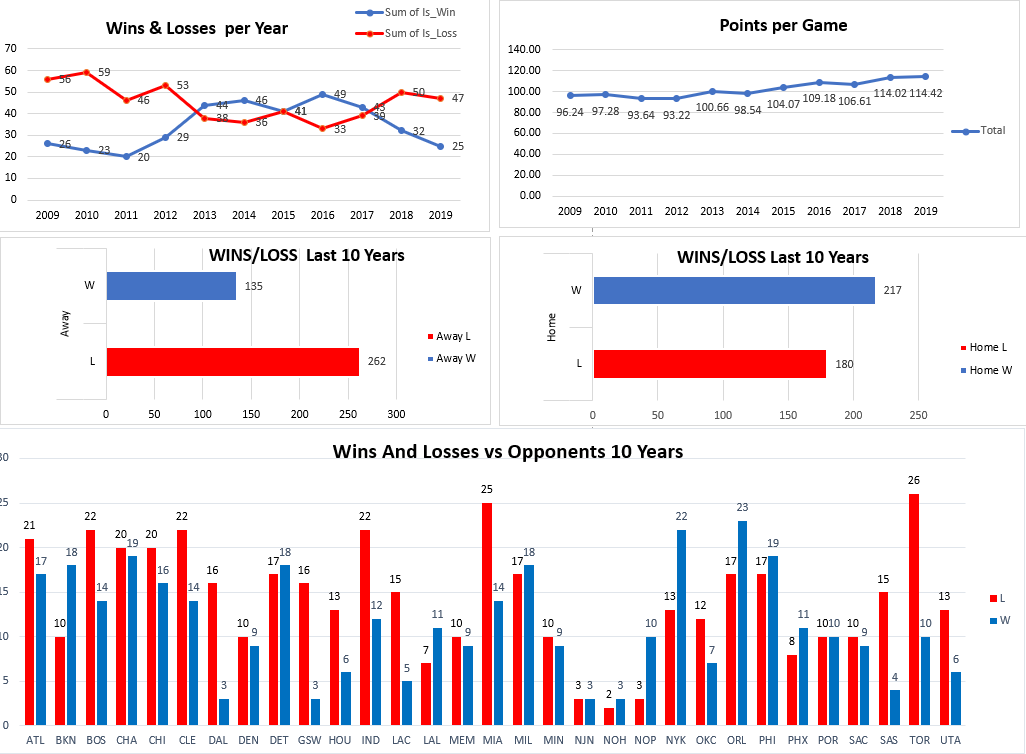 Wins & Losses per Year
Sum of Is_Win
Sum of Is_Loss
70
60
50
40
30
20
10
0
56 59 46 53 38 36 41 33 39 50 47
26 23 20 29 44 46 41 49 43 32 25
2009 2010 2011 2012 2013 2014 2015 2016 2017 2018 2019
Points per Game
140.00
120.00
100.00
80.00
60.00
40.00
20.00
0.00
96.24 97.28 93.64 93.22 100.66 98.54 104.07 109.18 106.61 114.02 114.42
Total
2009 2010 2011 2012 2013 2014 2015 2016 2017 2018 2019
WINS/LOSS Last 10 Years
Away
W 135
L 262
0 50 100 150 200 250 300
Away L
Away W
WINS/LOSS Last 10 Years
Home
W 217
L 180
0 50 100 150 200 250
Home L
Home W
Wins And Losses vs Opponents 10 Years
30
25
20
15
10
5
0
21 17 10 18 22 14 20 19 20 16 22 14 16 3 10 9 17 18 16 3 13 6 22 12 15 5 7 11 10 9 25 14 17 18 10 9 3 3 2 3 3 10 13 22 12 7 17 23 17 19 8 11 10 10 10 9 15 4 26 10 13 6
ATL BKN BOS CHA CHI CLE DAL DEN DET GSW HOU IND LAC LAL MEM MIA MIL MIN NJN NOH NOP NYK OKC ORL PHI PHX POR SAC SAS TOR UTA
L
W